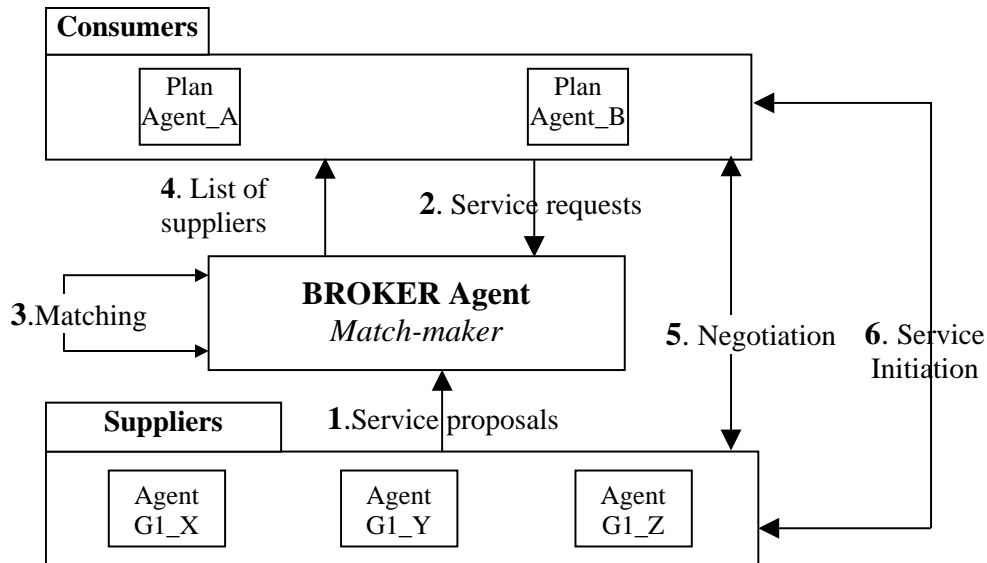 Consumers
Plan
Agent_A
Plan
Agent_B
4. List of
suppliers
2. Service requests
BROKER Agent
Match-maker
3.Matching
5. Negotiation
6. Service
Initiation
1.Service proposals
Suppliers
Agent
G1_X
Agent
G1_Y
Agent
G1_Z